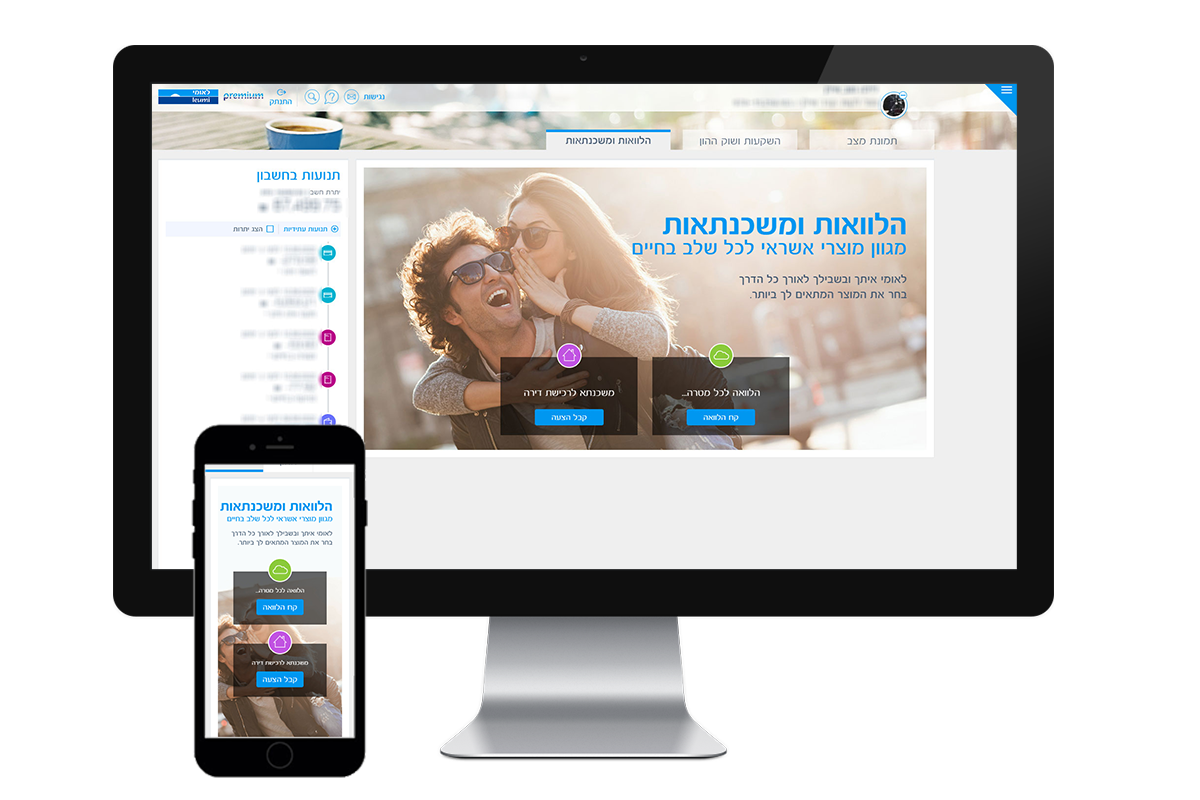 לאומי
leumi
premium
התנתק
נגישות
תמונת מצב
השקעות ושוק ההון
הלוואות ומשכנתאות
תנועות בחשבון
יתרת חשבון
תנועות עתידיות
הצג יתרות
הלוואות ומשכנתאות
מגוון מוצרי אשראי לכל שלב בחיים
לאומי איתך ובשבילך לאורך כל הדרך
בחר את המוצר המתאים לך ביותר.
הלוואה לכל מטרה...
קח הלוואה
משכנתא לרכישת דירה
קבל הצעה
הלוואות ומשכנתאות
מגוון מוצרי אשראי לכל שלב בחיים
לאומי איתך ובשבילך לאורך כל הדרך
בחר את המוצר המתאים לך ביותר.
הלוואה לכל מטרה...
קח הלוואה
משכנתא לרכישת דירה
קבל הצעה